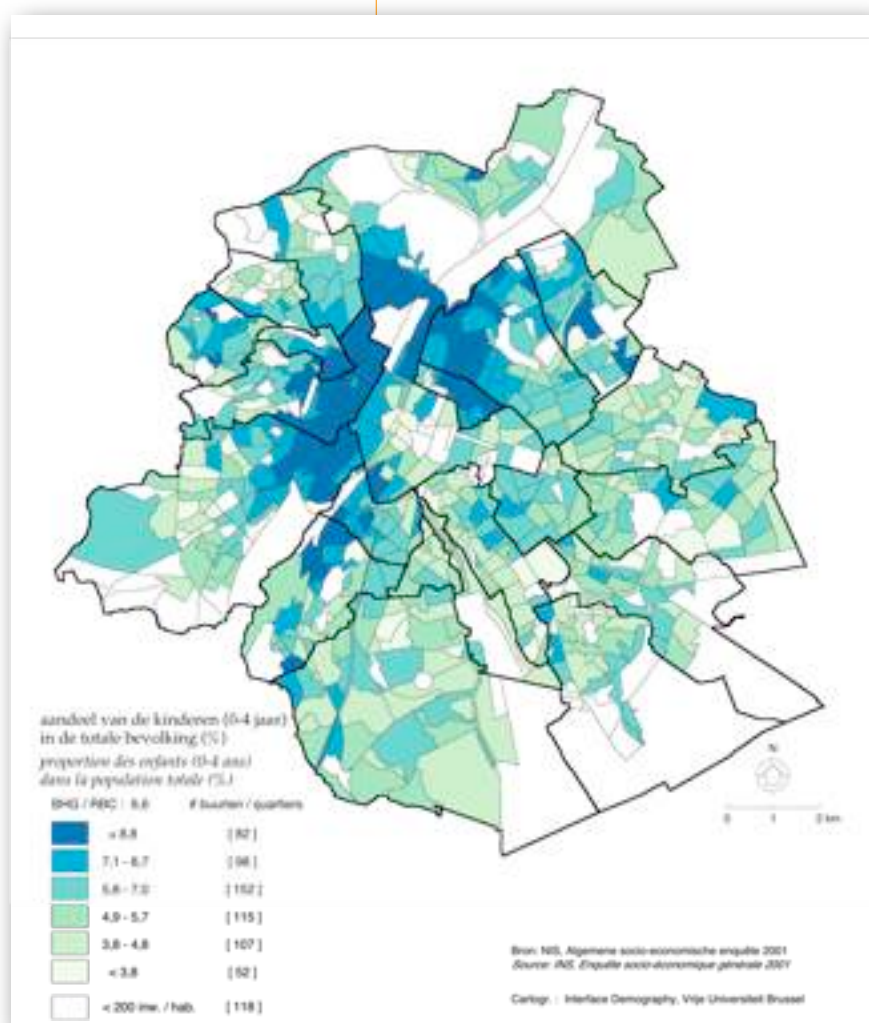 aandeel van de kinderen (0-4 jaar)
in de totale bevolking (%)
proportion des enfants (0-4 ans)
dans la population totale (%)
BHG / RBC : 6,6 # buurten / quartiers
[ 82 ]
7,1 - 8,7 [ 98 ]
5,8 - 7,0 [ 152 ]
4,9 - 5,7 [ 115 ]
3,8 - 4,8 [ 107 ]
< 3,8 [ 52 ]
< 200 inw. / hab. [ 118 ]
N
0 1 2 km
Bron: NIS, Algemene socio-economische enquête 2001
Source: INS, Enquête socio-économique générale 2001
Cartogr. : Interface Demography, Vrije Universiteit Brussel